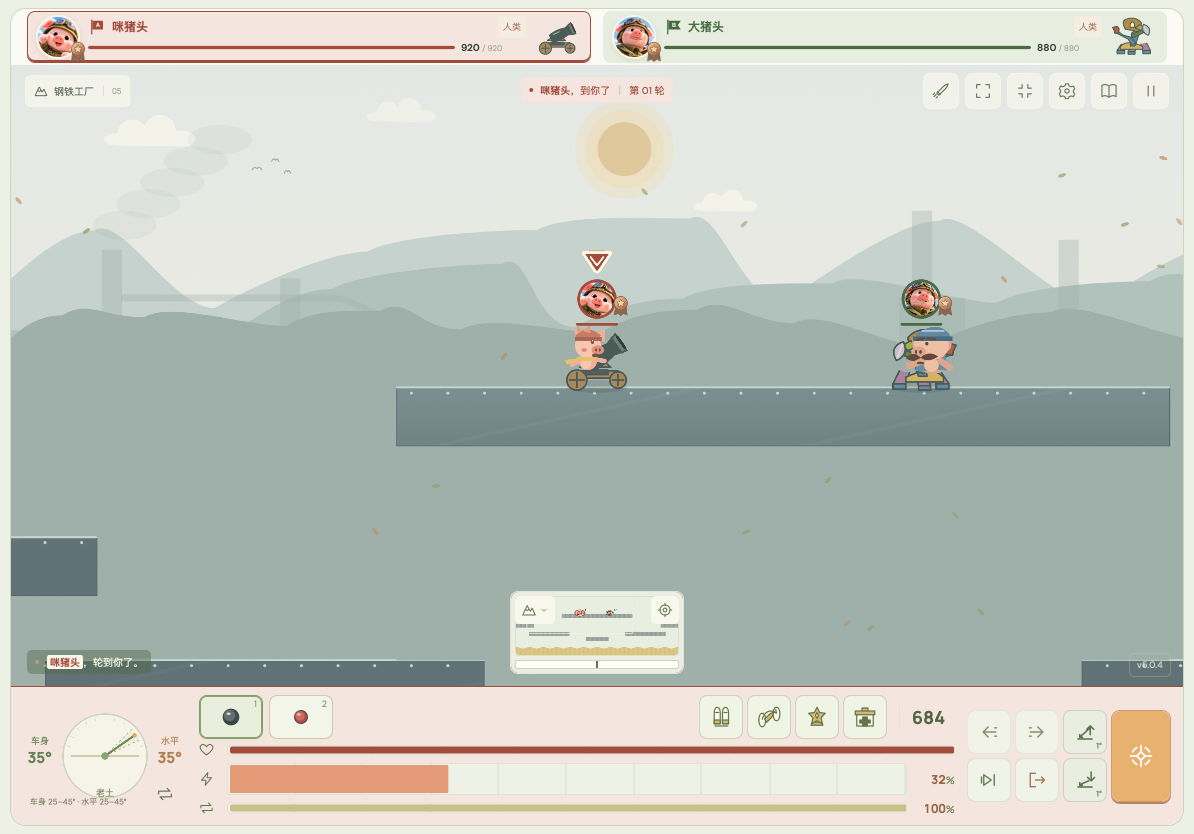 A 咪猪头 人类
920 / 920
B 大猪头 人类
880 / 880
钢铁工厂 05
咪猪头，到你了 第 01 轮
咪猪头，轮到你了。
v6.0.4
1
2
684
车身
35°
水平
35°
老土
车身 25–45° · 水平 25–45°
32%
100%
1°
1°